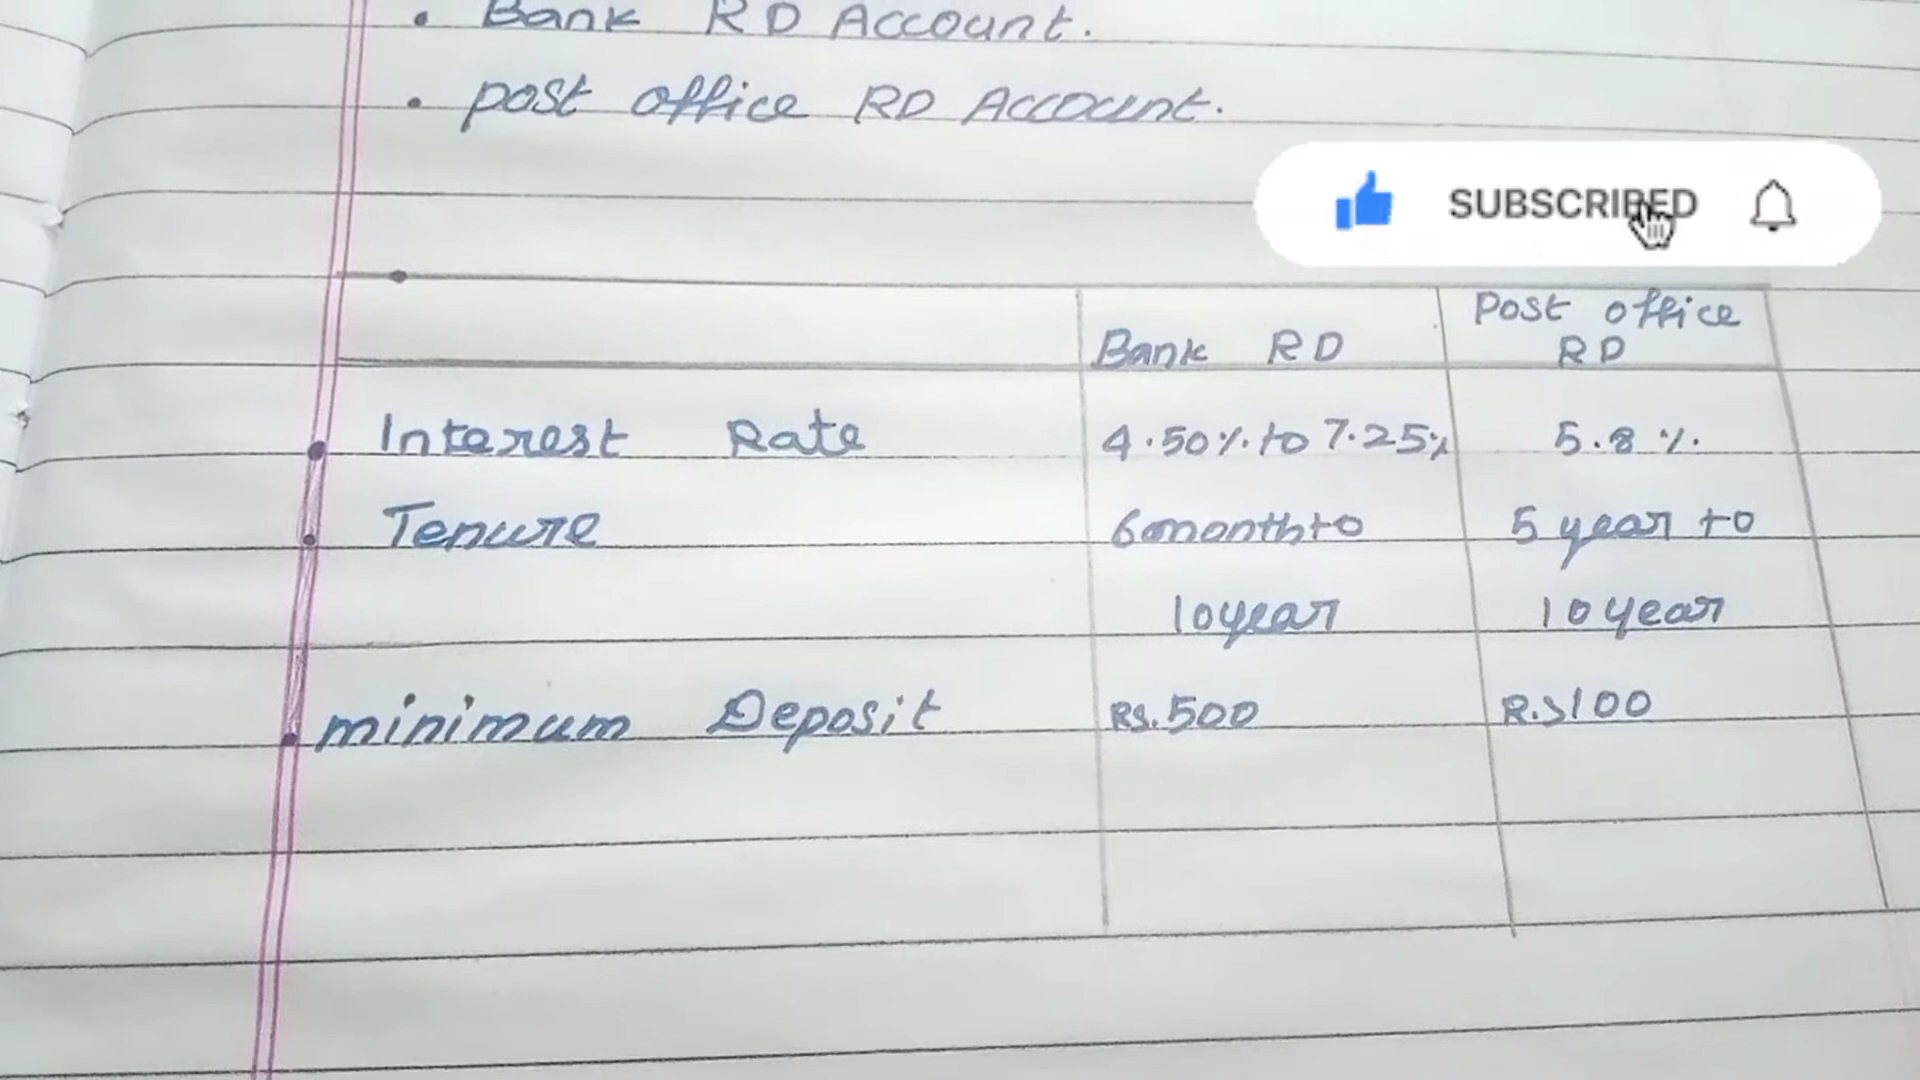 • Bank RD Account.
• post office RD Account.
SUBSCRIBED
Bank RD
Post office
RD
Interest Rate 4.50% to 7.25% 5.8%.
Tenure 6month to 5 year to
10year 10 year
minimum Deposit Rs.500 R.s100